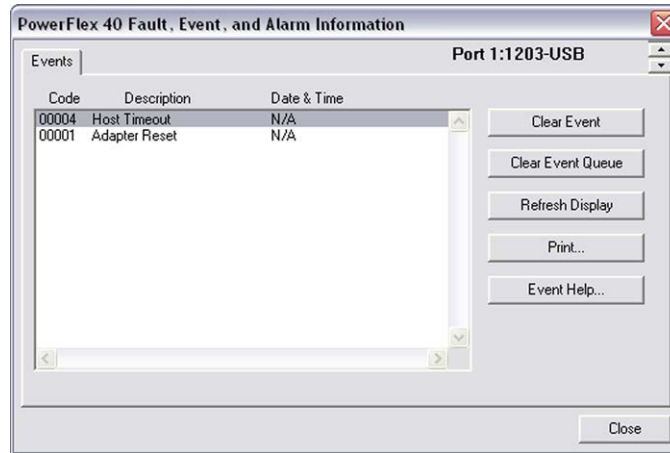 PowerFlex 40 Fault, Event, and Alarm Information
Port 1:1203-USB
Events
Code Description Date & Time
00004 Host Timeout N/A
00001 Adapter Reset N/A
Clear Event
Clear Event Queue
Refresh Display
Print...
Event Help...
Close